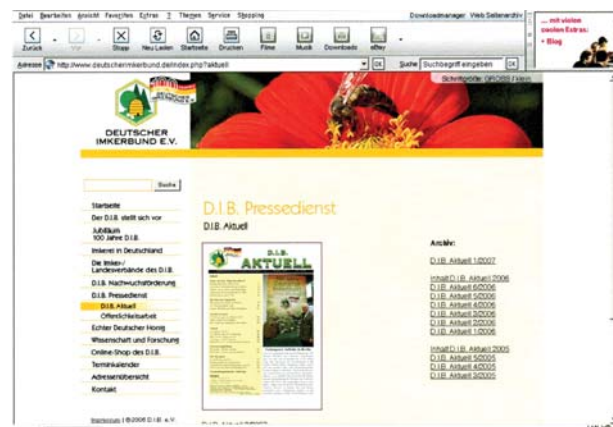 Datei Bearbeiten Ansicht Favoriten Extras ? Themen Service Shopping
Downloadmanager Web Seitenarchiv
Zurück Vor Stopp Neu Laden Startseite Drucken Filme Musik Downloads eBay
... mit vielen
coolen Extras:
• Blog
Adresse http://www.deutscherimkerbund.de/index.php?aktuell OK Suche Suchbegriff eingeben OK
Schriftgröße: GROSS / klein
DEUTSCHER
IMKERBUND E.V.
Suche
Startseite
Der D.I.B. stellt sich vor
Jubiläum
100 Jahre D.I.B.
Imkerei in Deutschland
Die Imker-/
Landesverbände des D.I.B.
D.I.B. Nachwuchsförderung
D.I.B. Pressedienst
D.I.B. Aktuell
Öffentlichkeitsarbeit
Echter Deutscher Honig
Wissenschaft und Forschung
Online-Shop des D.I.B.
Terminkalender
Adressenübersicht
Kontakt
Impressum | © 2006 D.I.B. e.V.
D.I.B. Pressedienst
D.I.B. Aktuell
D.I.B.
AKTUELL
Archiv:
D.I.B. Aktuell 1/2007
Inhalt D.I.B. Aktuell 2006
D.I.B. Aktuell 6/2006
D.I.B. Aktuell 5/2006
D.I.B. Aktuell 4/2006
D.I.B. Aktuell 3/2006
D.I.B. Aktuell 2/2006
D.I.B. Aktuell 1/2006
Inhalt D.I.B. Aktuell 2005
D.I.B. Aktuell 5/2005
D.I.B. Aktuell 4/2005
D.I.B. Aktuell 3/2005